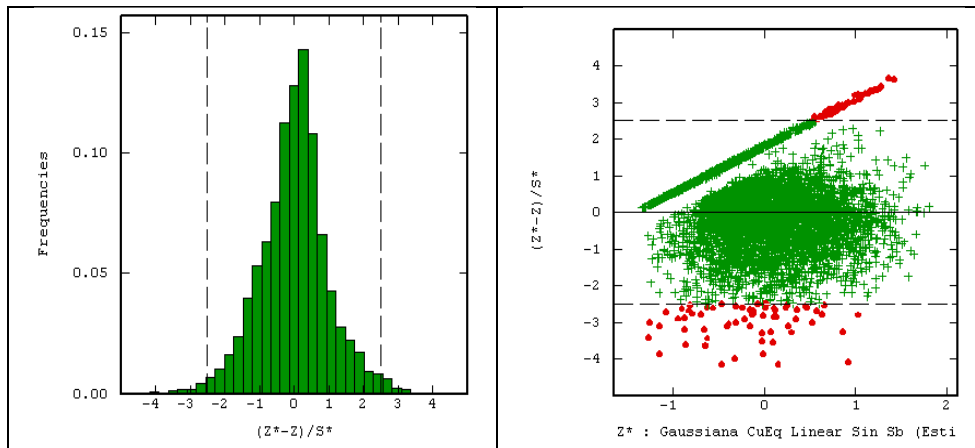 0.15
0.10
0.05
0.00
Frequencies
-4 -3 -2 -1 0 1 2 3 4
(Z*-Z)/S*
4
3
2
1
0
-1
-2
-3
-4
(Z*-Z)/S*
-1 0 1 2
Z* : Gaussiana CuEq Linear Sin Sb (Esti